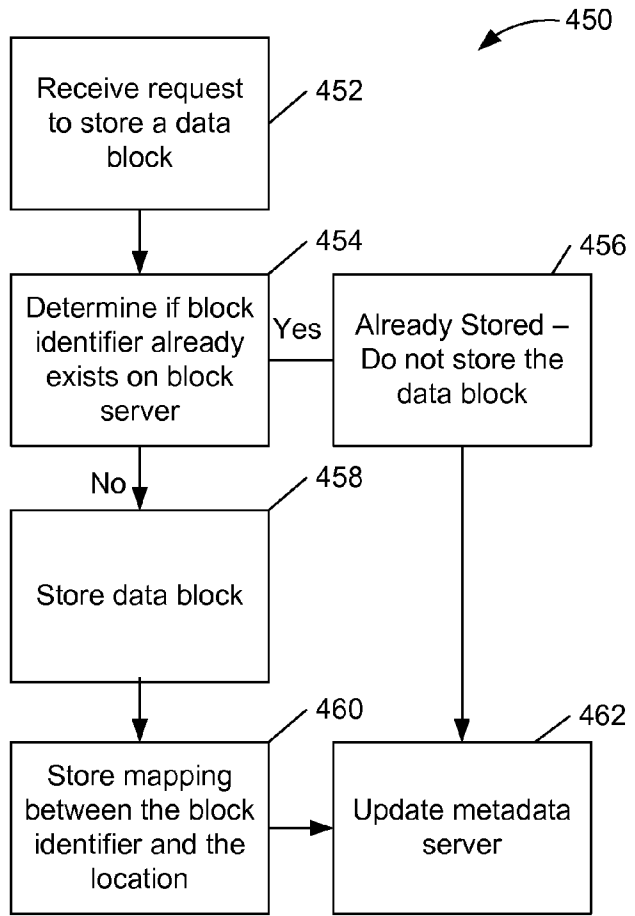 450
Receive request
to store a data
block
452
454
Determine if block
identifier already
exists on block
server
Yes
456
Already Stored –
Do not store the
data block
No
458
Store data block
460
Store mapping
between the block
identifier and the
location
462
Update metadata
server